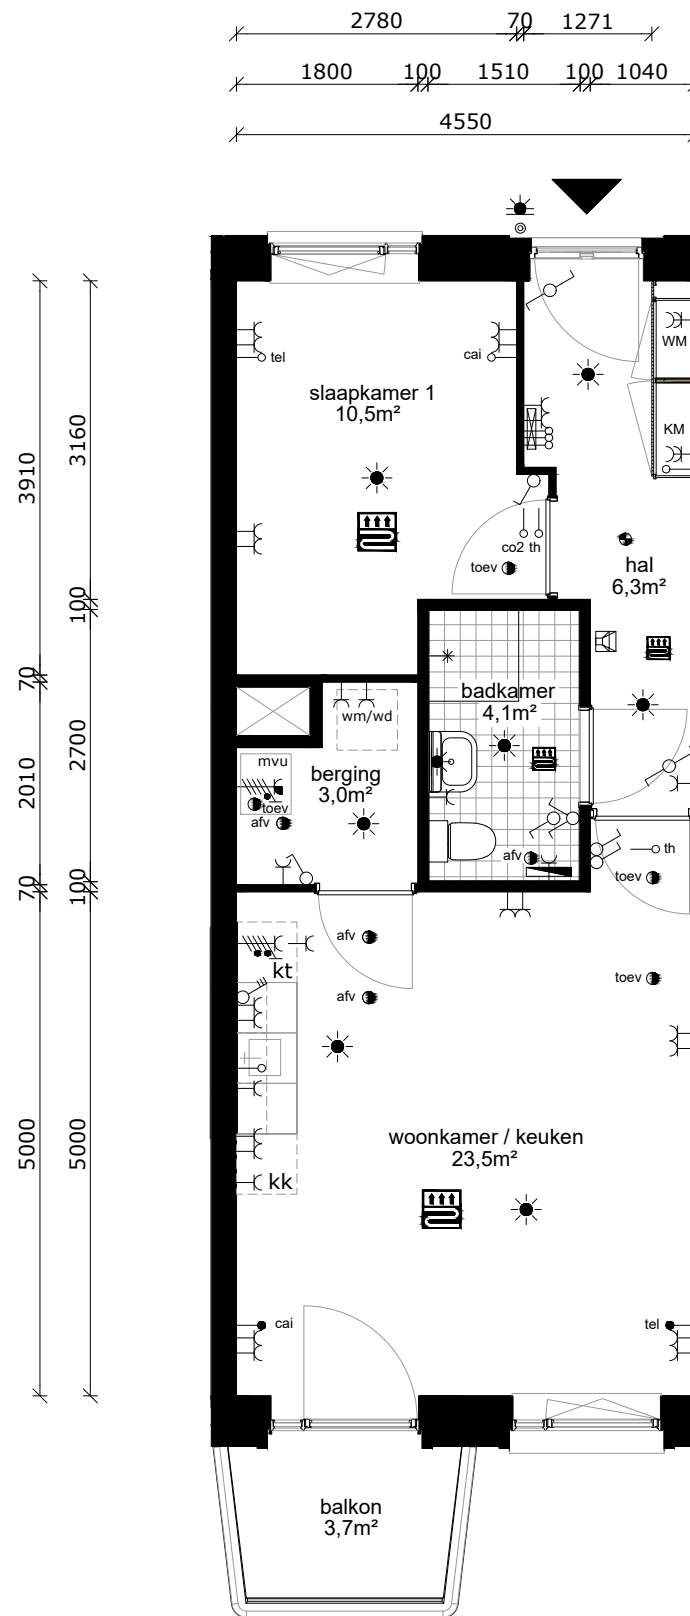 2780 70 1271
1800 100 1510 100 1040
4550
3910
70
2010
70
5000
3160
100
2700
100
5000
tel
cai
slaapkamer 1
10,5m²
WM
KM
co2 th
toev
hal
6,3m²
badkamer
4,1m²
wm/wd
mvu
berging
3,0m²
toev
afv
afv
th
toev
afv
kt
afv
toev
woonkamer / keuken
23,5m²
kk
cai
tel
balkon
3,7m²